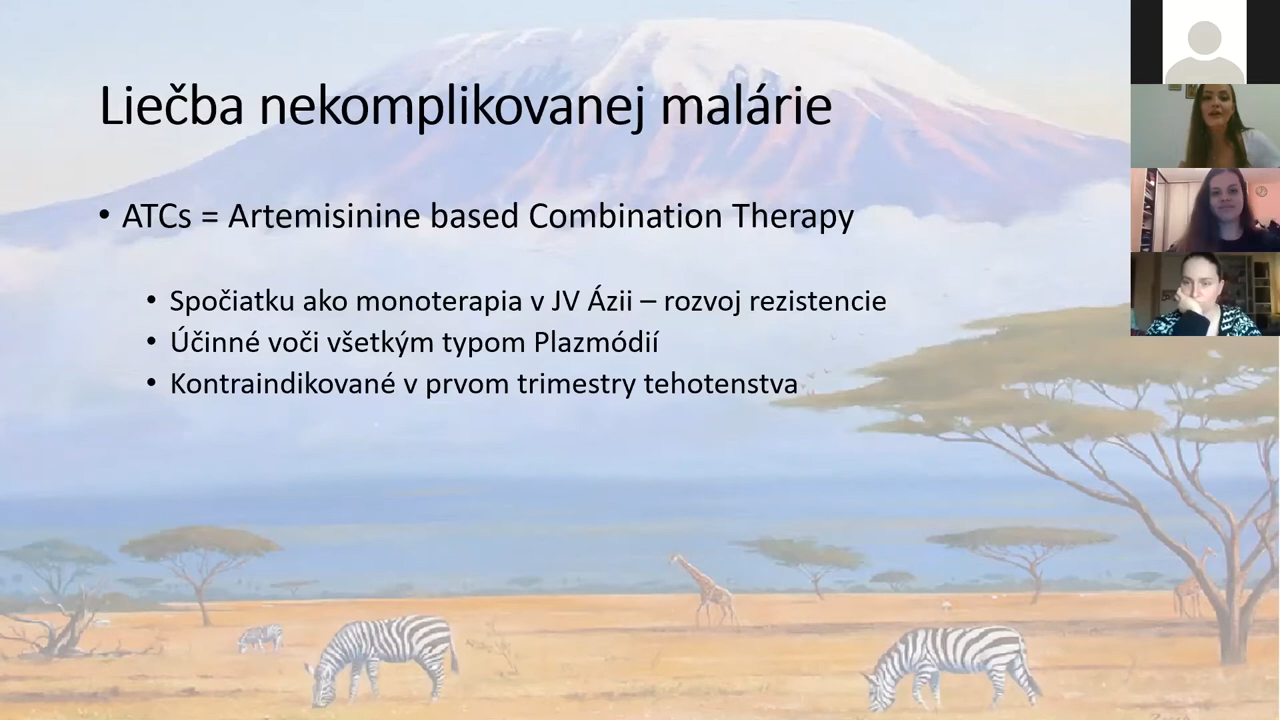 Liečba nekomplikovanej malárie
• ATCs = Artemisinine based Combination Therapy
• Spočiatku ako monoterapia v JV Ázii – rozvoj rezistencie
• Účinné voči všetkým typom Plazmódií
• Kontraindikované v prvom trimestry tehotenstva